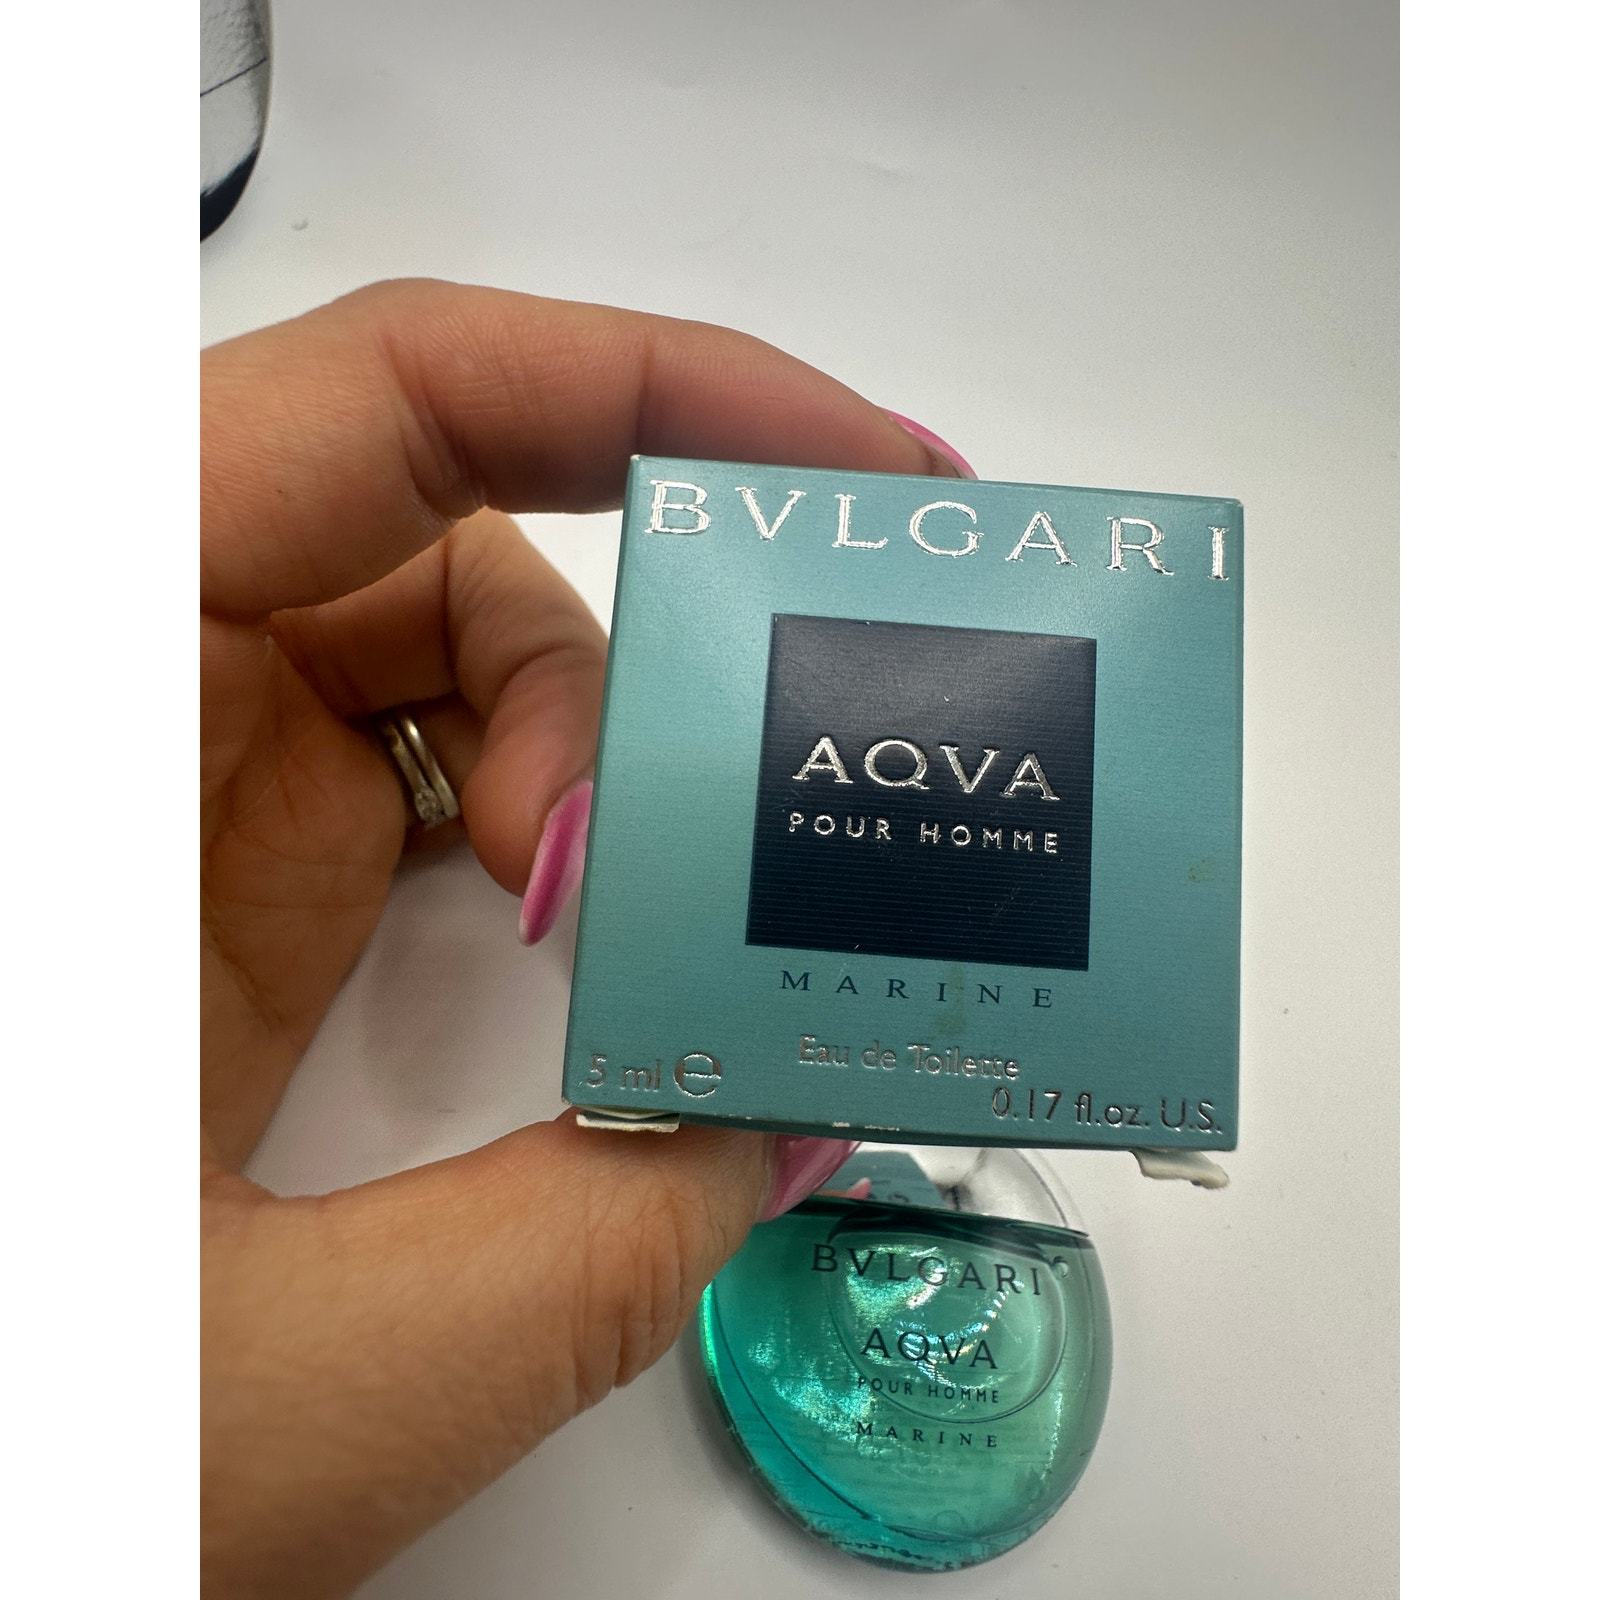 BVLGARI
AQVA
POUR HOMME
MARINE
Eau de Toilette
5 ml ℮
0.17 fl.oz. U.S.
BVLGARI
AQVA
POUR HOMME
MARINE